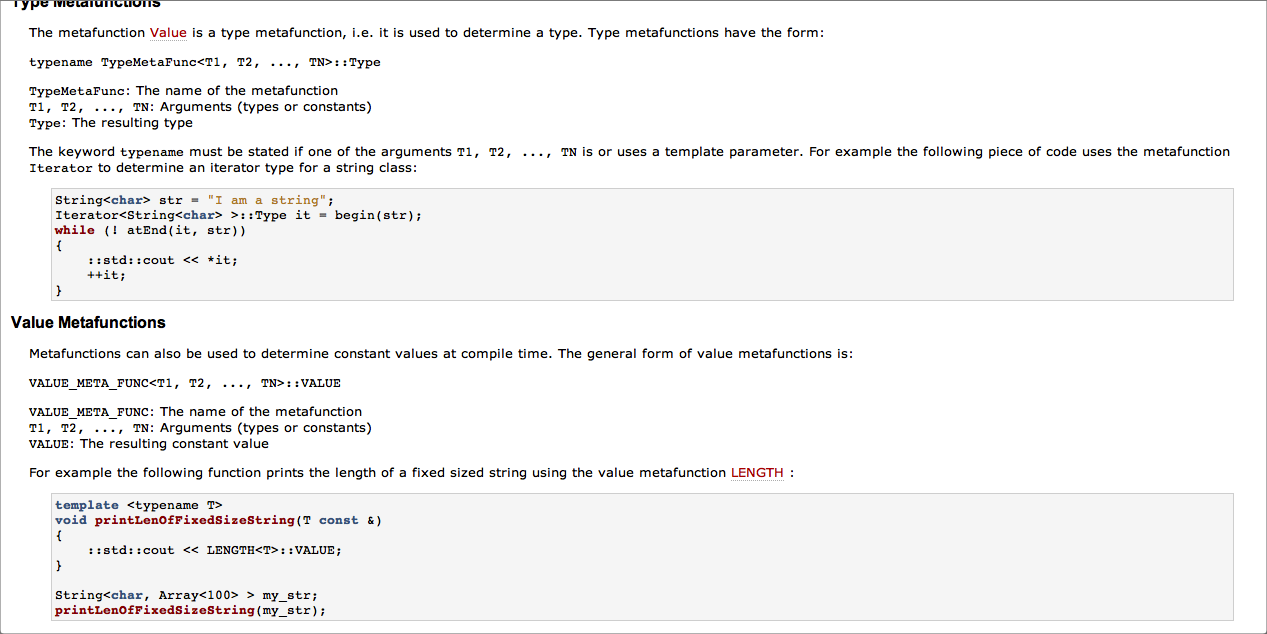 Type Metafunctions
The metafunction Value is a type metafunction, i.e. it is used to determine a type. Type metafunctions have the form:
typename TypeMetaFunc<T1, T2, ..., TN>::Type
TypeMetaFunc: The name of the metafunction
T1, T2, ..., TN: Arguments (types or constants)
Type: The resulting type
The keyword typename must be stated if one of the arguments T1, T2, ..., TN is or uses a template parameter. For example the following piece of code uses the metafunction
Iterator to determine an iterator type for a string class:
String<char> str = "I am a string";
Iterator<String<char> >::Type it = begin(str);
while (! atEnd(it, str))
{
    ::std::cout << *it;
    ++it;
}
Value Metafunctions
Metafunctions can also be used to determine constant values at compile time. The general form of value metafunctions is:
VALUE_META_FUNC<T1, T2, ..., TN>::VALUE
VALUE_META_FUNC: The name of the metafunction
T1, T2, ..., TN: Arguments (types or constants)
VALUE: The resulting constant value
For example the following function prints the length of a fixed sized string using the value metafunction LENGTH :
template <typename T>
void printLenOfFixedSizeString(T const &)
{
    ::std::cout << LENGTH<T>::VALUE;
}
String<char, Array<100> > my_str;
printLenOfFixedSizeString(my_str);